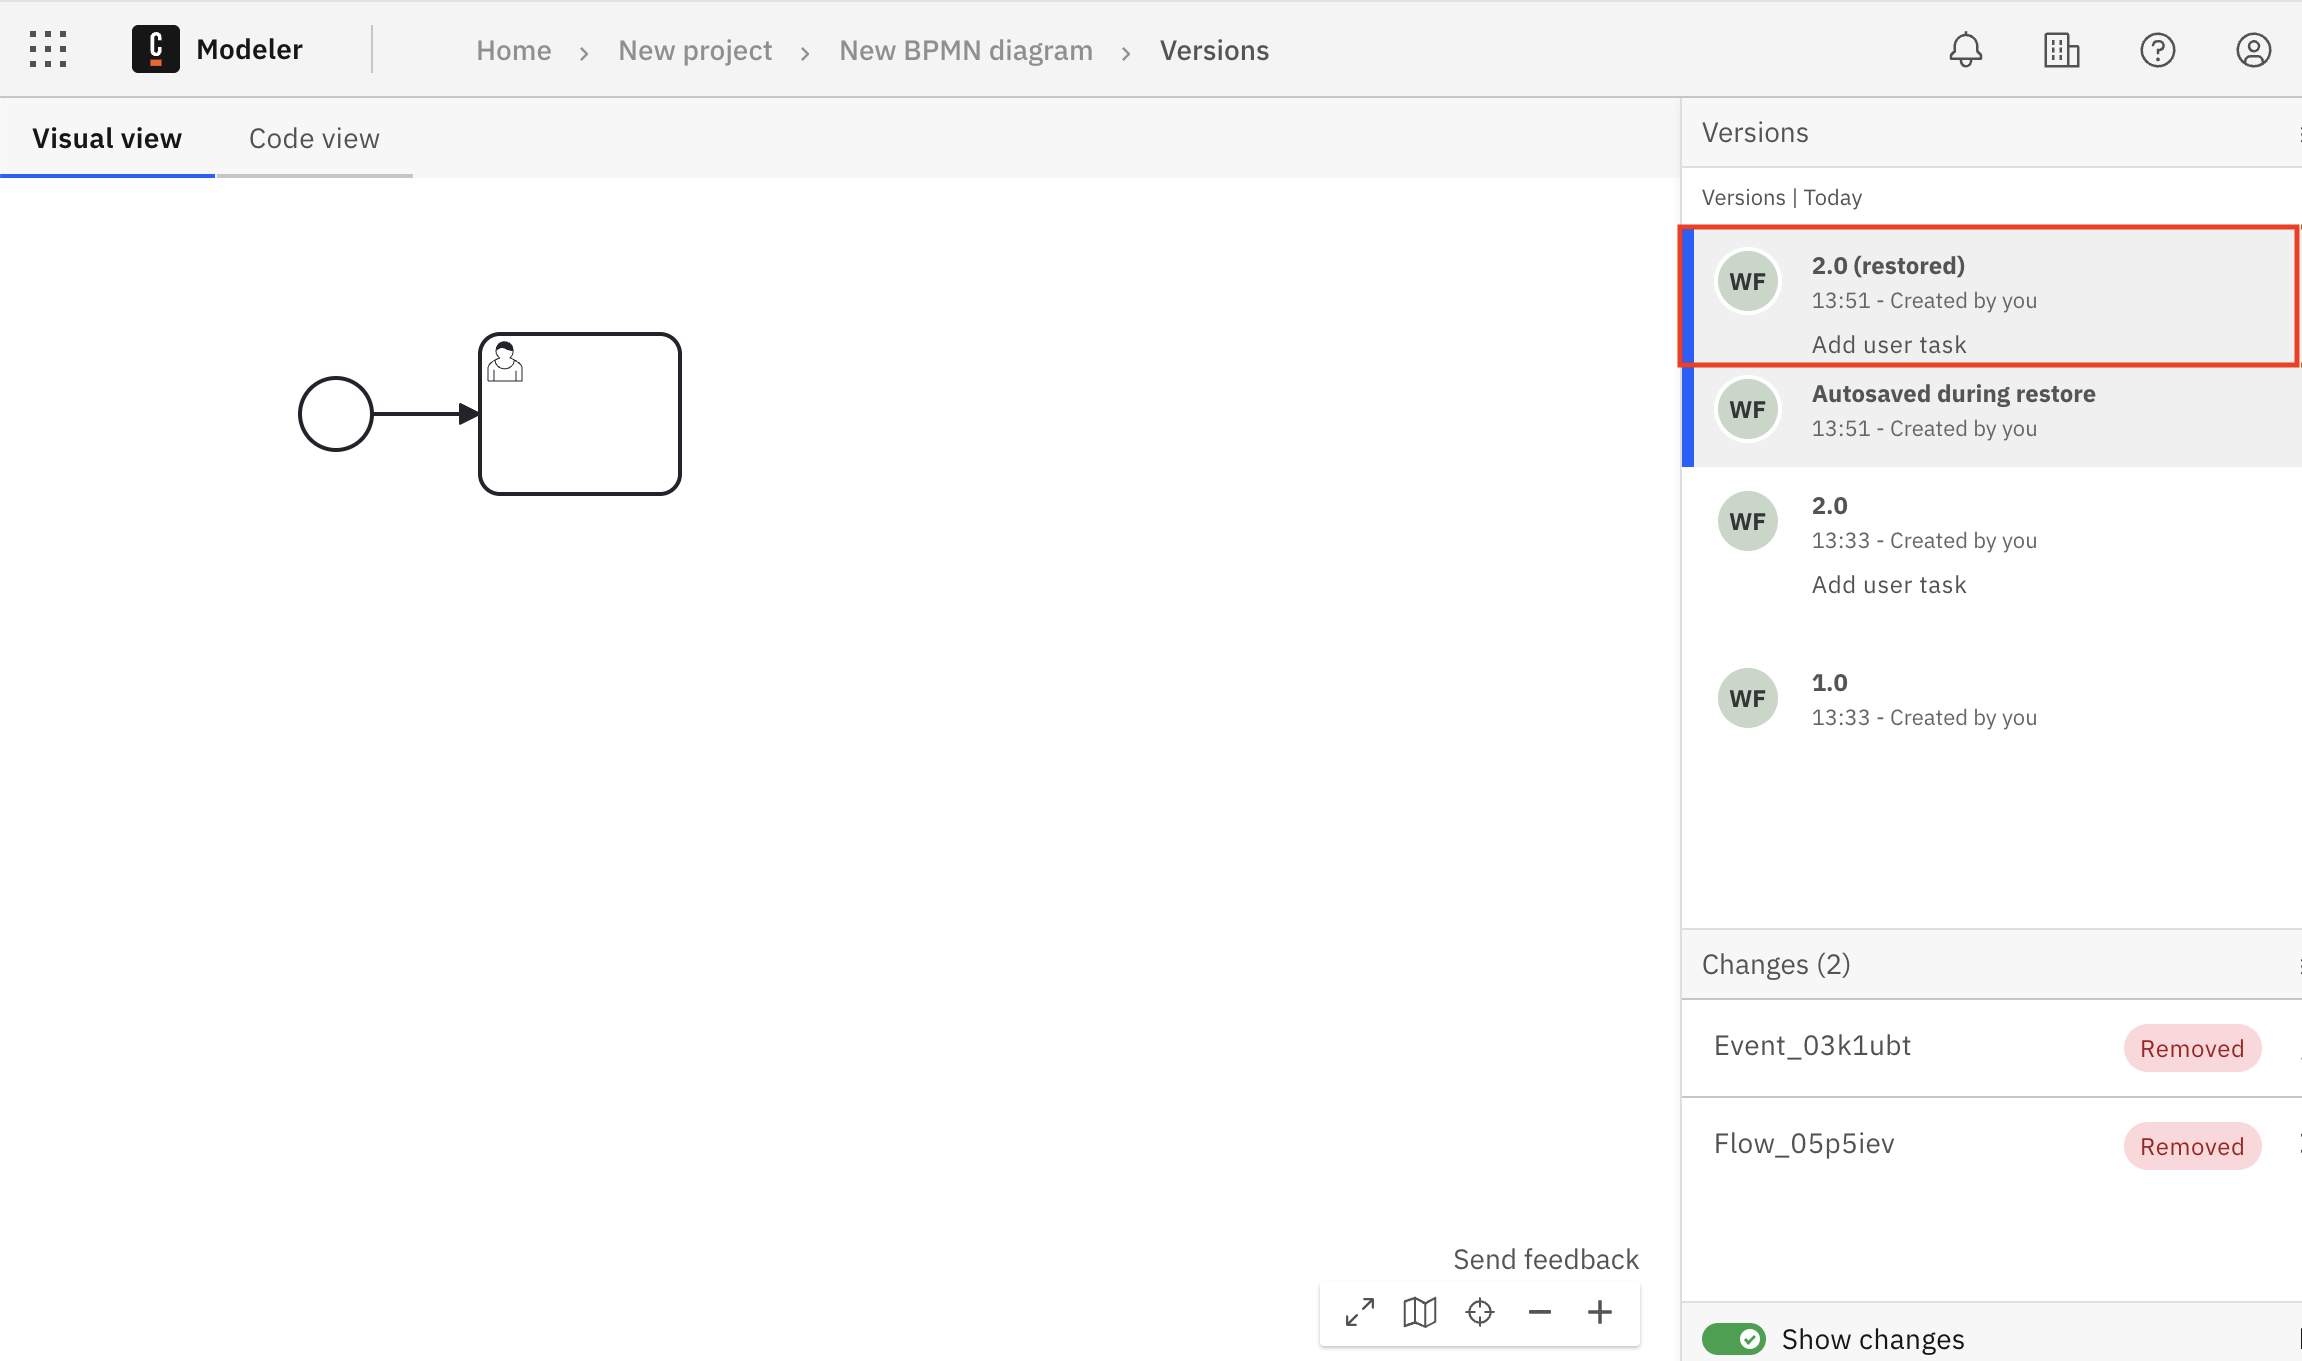 C Modeler Home › New project › New BPMN diagram › Versions
Visual view Code view
Versions
Versions | Today
WF 2.0 (restored)
13:51 - Created by you
Add user task
WF Autosaved during restore
13:51 - Created by you
WF 2.0
13:33 - Created by you
Add user task
WF 1.0
13:33 - Created by you
Changes (2)
Event_03k1ubt Removed
Flow_05p5iev Removed
Send feedback
Show changes